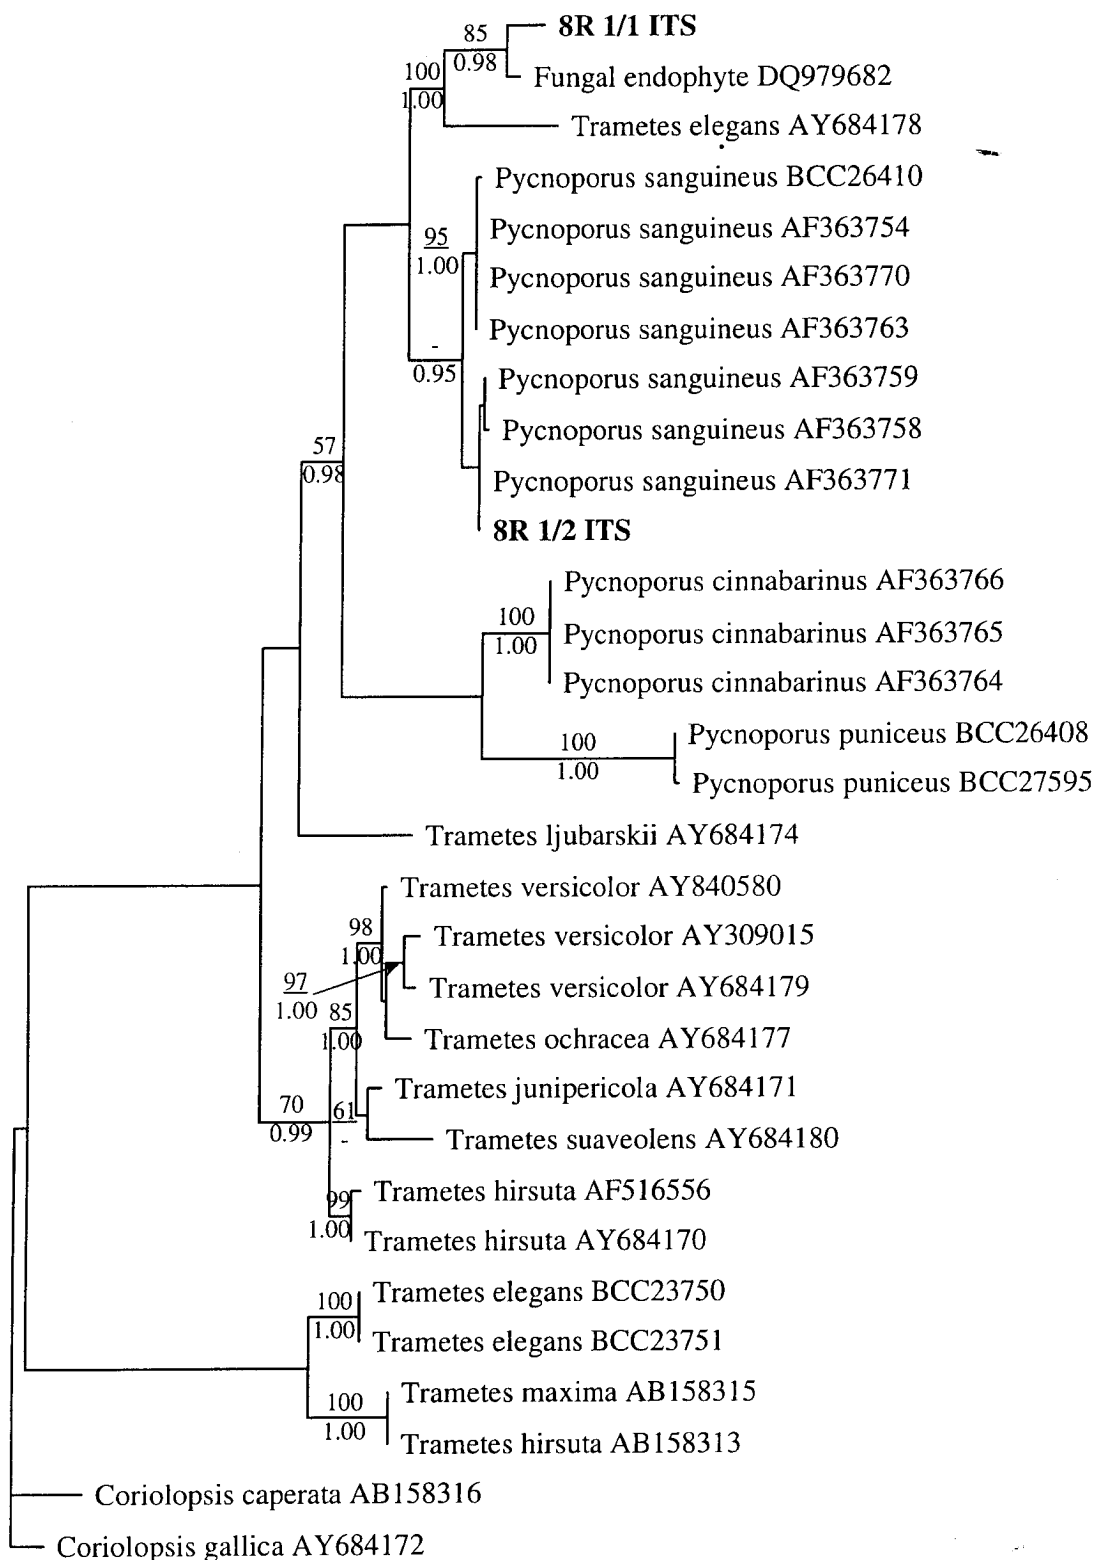 85
8R 1/1 ITS
0.98
100
Fungal endophyte DQ979682
1.00
Trametes elegans AY684178
Pycnoporus sanguineus BCC26410
95
Pycnoporus sanguineus AF363754
1.00
Pycnoporus sanguineus AF363770
Pycnoporus sanguineus AF363763
-
0.95
Pycnoporus sanguineus AF363759
Pycnoporus sanguineus AF363758
57
0.98
Pycnoporus sanguineus AF363771
8R 1/2 ITS
Pycnoporus cinnabarinus AF363766
100
1.00
Pycnoporus cinnabarinus AF363765
Pycnoporus cinnabarinus AF363764
100
Pycnoporus puniceus BCC26408
1.00
Pycnoporus puniceus BCC27595
Trametes ljubarskii AY684174
Trametes versicolor AY840580
98
1.00
Trametes versicolor AY309015
97
1.00
Trametes versicolor AY684179
85
1.00
Trametes ochracea AY684177
Trametes junipericola AY684171
70
0.99
61
-
Trametes suaveolens AY684180
99
1.00
Trametes hirsuta AF516556
Trametes hirsuta AY684170
100
1.00
Trametes elegans BCC23750
Trametes elegans BCC23751
100
1.00
Trametes maxima AB158315
Trametes hirsuta AB158313
Coriolopsis caperata AB158316
Coriolopsis gallica AY684172